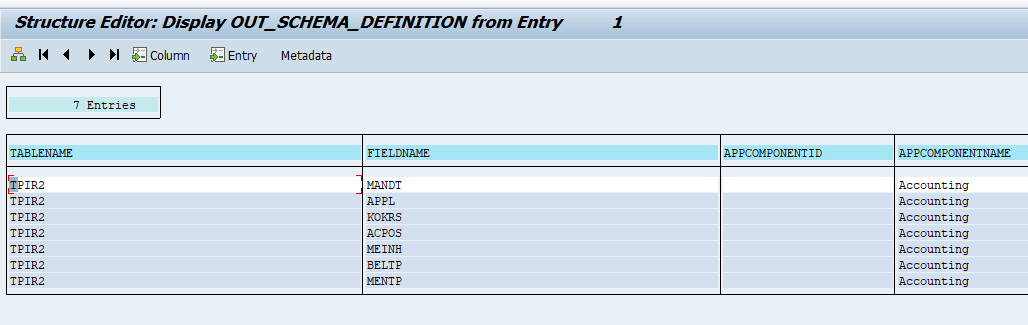 Structure Editor: Display OUT_SCHEMA_DEFINITION from Entry 1
Column Entry Metadata
7 Entries
TABLENAME FIELDNAME APPCOMPONENTID APPCOMPONENTNAME
TPIR2 MANDT Accounting
TPIR2 APPL Accounting
TPIR2 KOKRS Accounting
TPIR2 ACPOS Accounting
TPIR2 MEINH Accounting
TPIR2 BELTP Accounting
TPIR2 MENTP Accounting